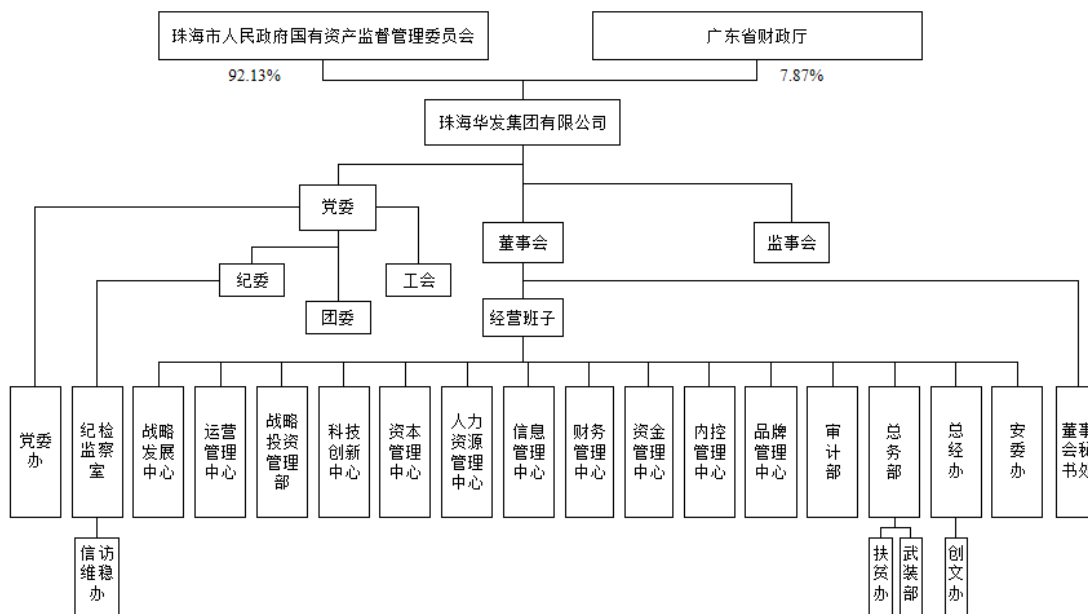 珠海市人民政府国有资产监督管理委员会
广东省财政厅
92.13%
7.87%
珠海华发集团有限公司
党委
董事会
监事会
纪委
工会
团委
经营班子
党委
办
纪检
监察
室
战略
发展
中心
运营
管理
中心
战略
投资
管理
部
科技
创新
中心
资本
管理
中心
人力
资源
管理
中心
信息
管理
中心
财务
管理
中心
资金
管理
中心
内控
管理
中心
品牌
管理
中心
审
计
部
总
务
部
总
经
办
安
委
办
董事
会秘
书处
信访
维稳
办
扶
贫
办
武
装
部
创
文
办